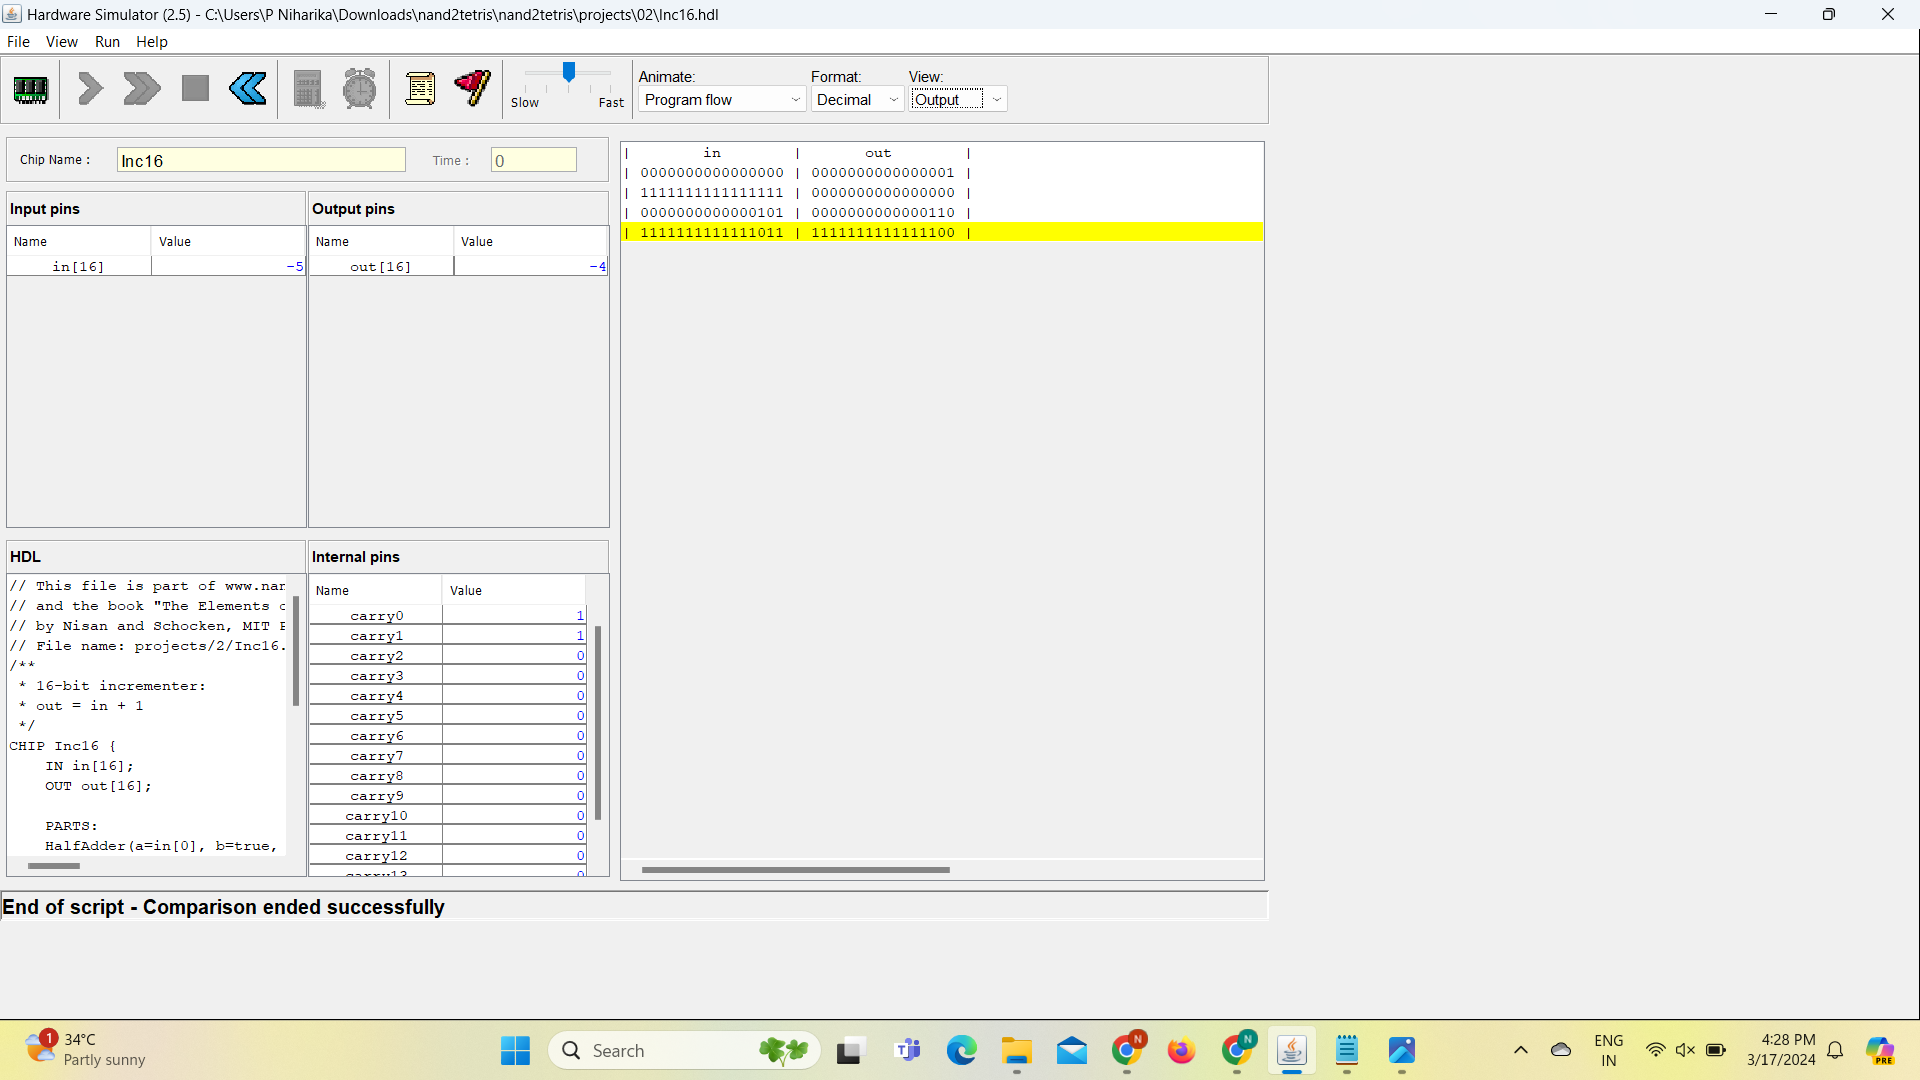 Hardware Simulator (2.5) - C:\Users\P Niharika\Downloads\nand2tetris\nand2tetris\projects\02\Inc16.hdl
File View Run Help
Slow Fast
Animate: Format: View:
Program flow Decimal Output
Chip Name : Inc16 Time : 0
Input pins
Name Value
in[16] -5
Output pins
Name Value
out[16] -4
| in | out |
| 0000000000000000 | 0000000000000001 |
| 1111111111111111 | 0000000000000000 |
| 0000000000000101 | 0000000000000110 |
| 1111111111111011 | 1111111111111100 |
HDL
// This file is part of www.nan
// and the book "The Elements o
// by Nisan and Schocken, MIT P
// File name: projects/2/Inc16.
/**
* 16-bit incrementer:
* out = in + 1
*/
CHIP Inc16 {
IN in[16];
OUT out[16];
PARTS:
HalfAdder(a=in[0], b=true,
Internal pins
Name Value
carry0 1
carry1 1
carry2 0
carry3 0
carry4 0
carry5 0
carry6 0
carry7 0
carry8 0
carry9 0
carry10 0
carry11 0
carry12 0
carry13 0
End of script - Comparison ended successfully
1
34°C
Partly sunny
Search
N
N
ENG
IN
4:28 PM
3/17/2024
PRE